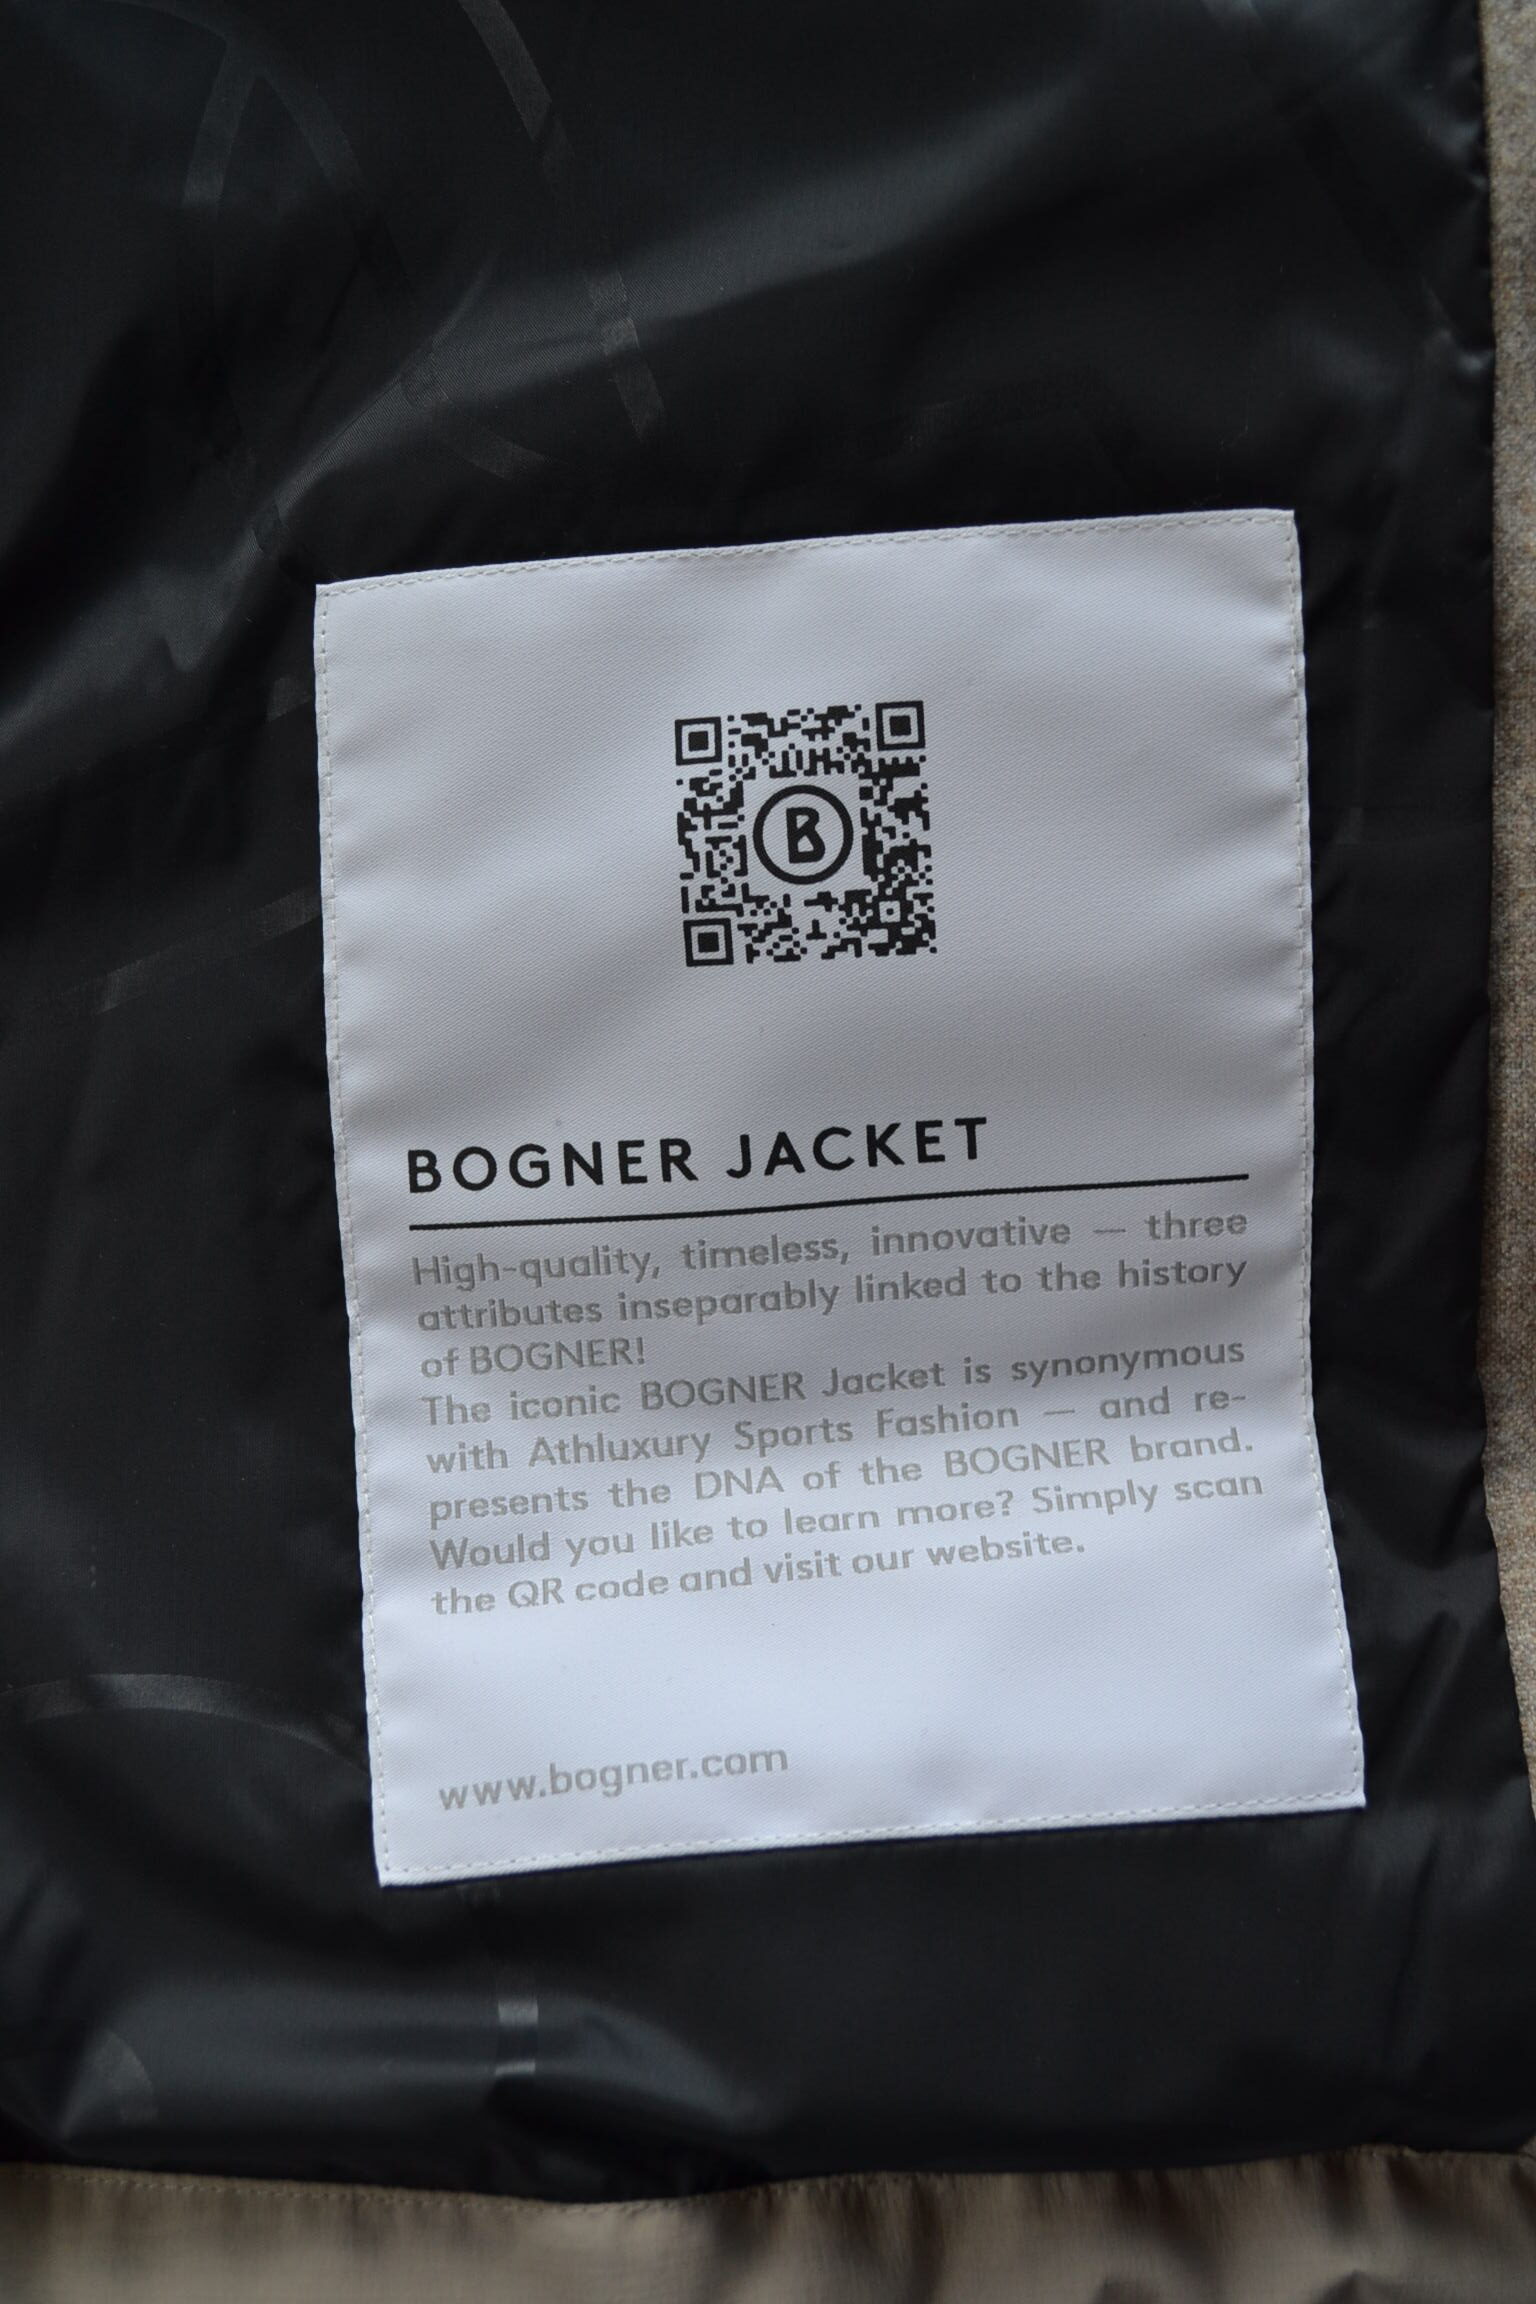 B
BOGNER JACKET
High-quality, timeless, innovative — three
attributes inseparably linked to the history
of BOGNER!
The iconic BOGNER Jacket is synonymous
with Athluxury Sports Fashion — and re-
presents the DNA of the BOGNER brand.
Would you like to learn more? Simply scan
the QR code and visit our website.
www.bogner.com